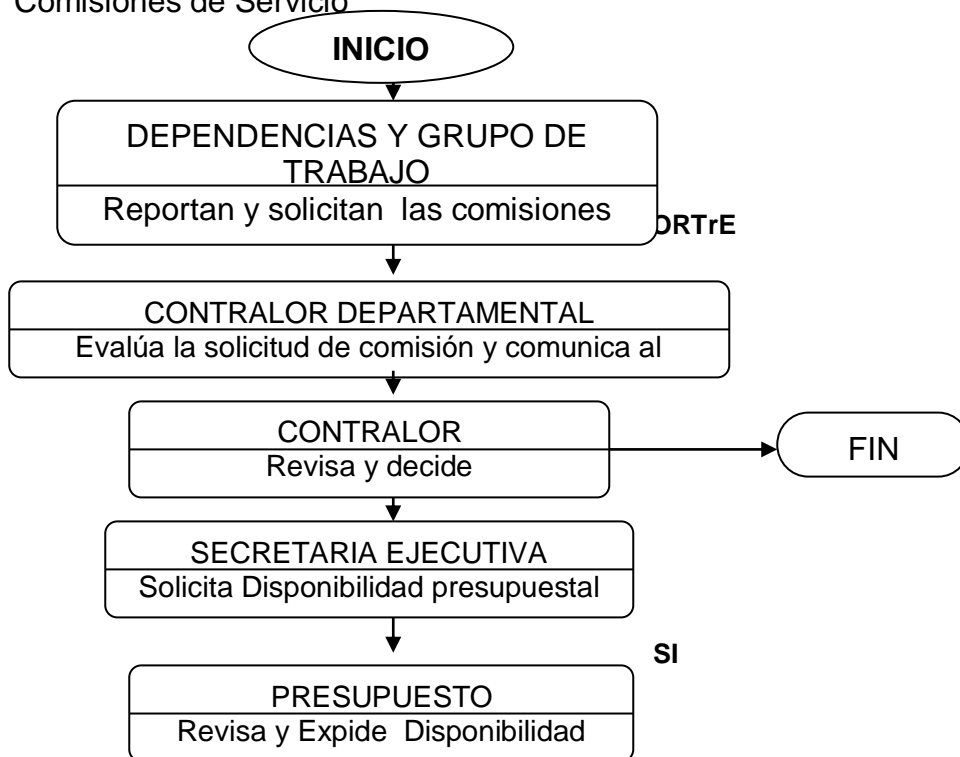 Comisiones de Servicio
INICIO
DEPENDENCIAS Y GRUPO DE
TRABAJO
Reportan y solicitan las comisiones
ORTrE
CONTRALOR DEPARTAMENTAL
Evalúa la solicitud de comisión y comunica al
CONTRALOR
Revisa y decide
FIN
SECRETARIA EJECUTIVA
Solicita Disponibilidad presupuestal
SI
PRESUPUESTO
Revisa y Expide Disponibilidad